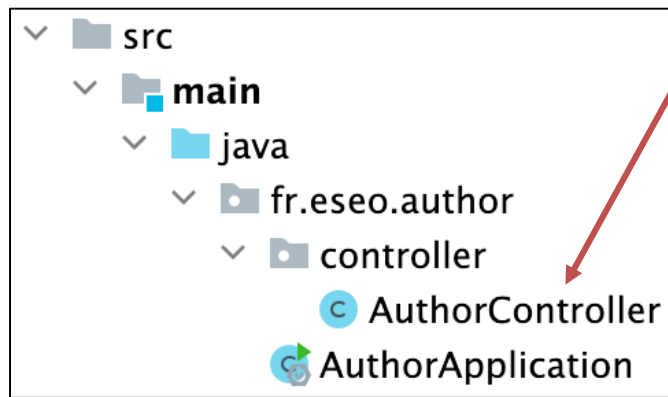 src
main
java
fr.eseo.author
controller
C AuthorController
C AuthorApplication